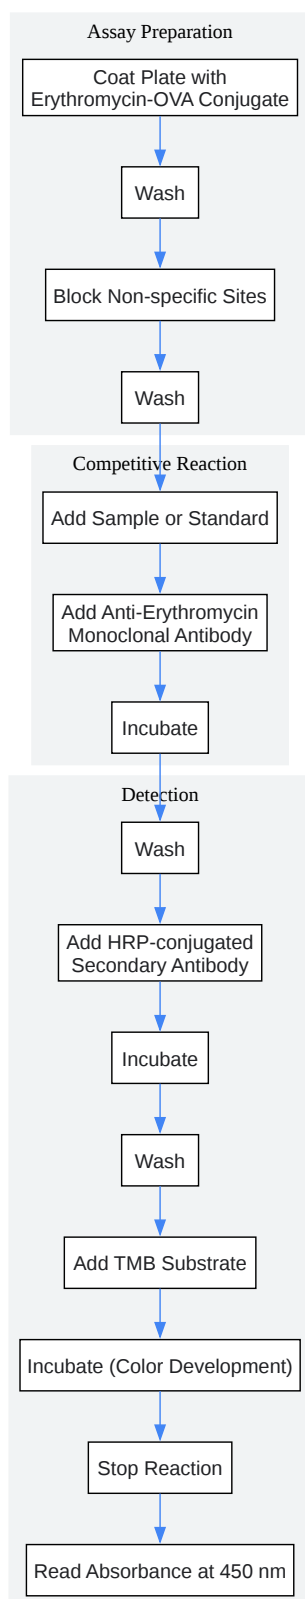 Assay Preparation
Coat Plate with
Erythromycin-OVA Conjugate
Wash
Block Non-specific Sites
Wash
Competitive Reaction
Add Sample or Standard
Add Anti-Erythromycin
Monoclonal Antibody
Incubate
Detection
Wash
Add HRP-conjugated
Secondary Antibody
Incubate
Wash
Add TMB Substrate
Incubate (Color Development)
Stop Reaction
Read Absorbance at 450 nm